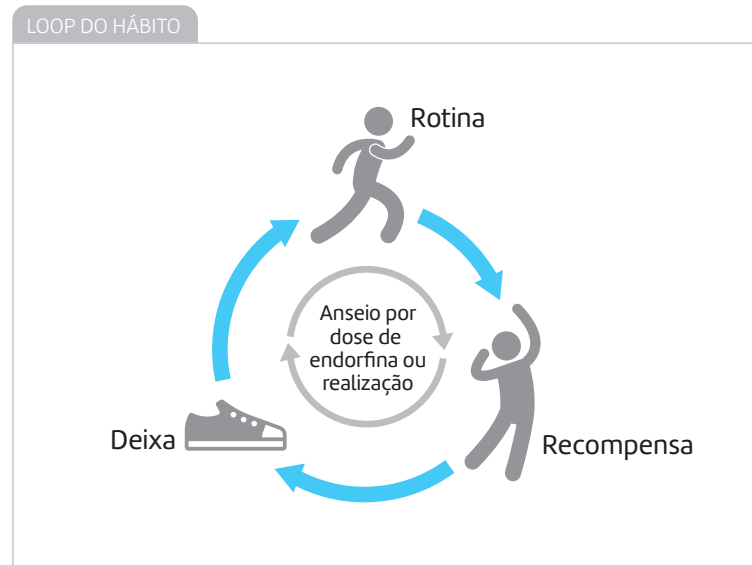 LOOP DO HÁBITO
Rotina
Anseio por
dose de
endorfina ou
realização
Deixa
Recompensa